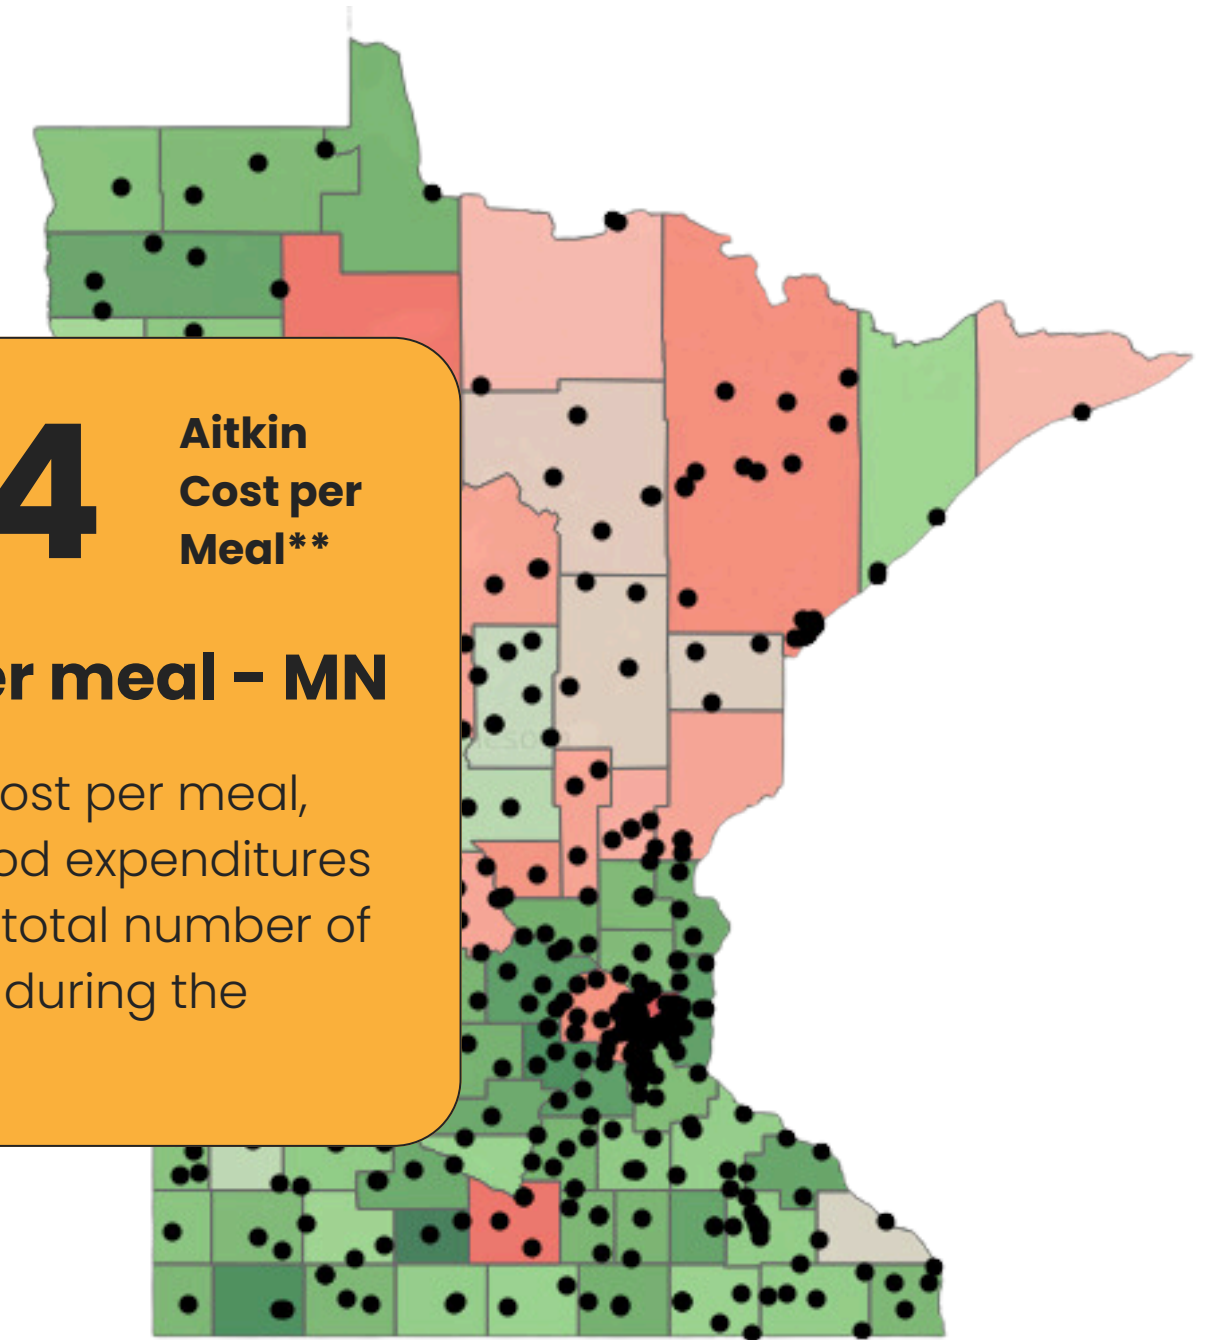 4
Aitkin
Cost per
Meal**
er meal - MN
ost per meal,
od expenditures
total number of
during the